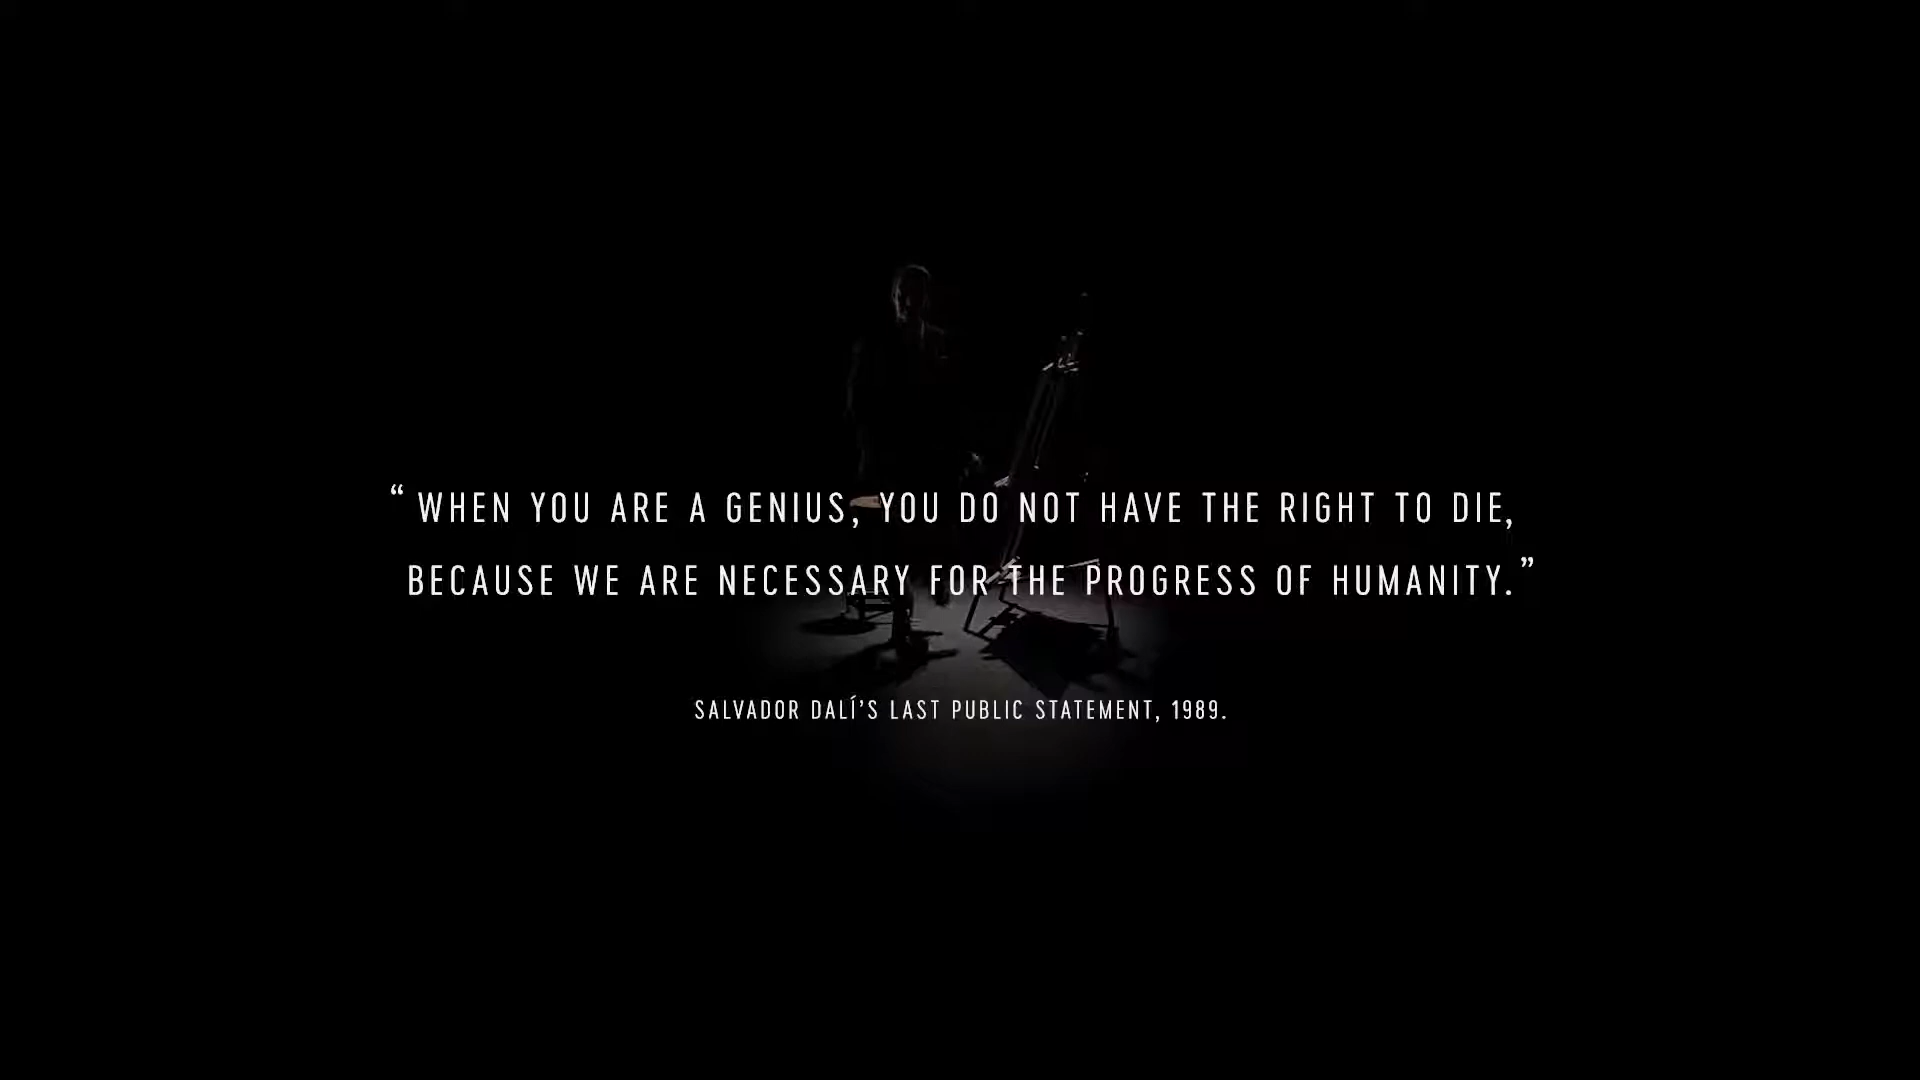 “ WHEN YOU ARE A GENIUS, YOU DO NOT HAVE THE RIGHT TO DIE,
BECAUSE WE ARE NECESSARY FOR THE PROGRESS OF HUMANITY.”
SALVADOR DALÍ’S LAST PUBLIC STATEMENT, 1989.